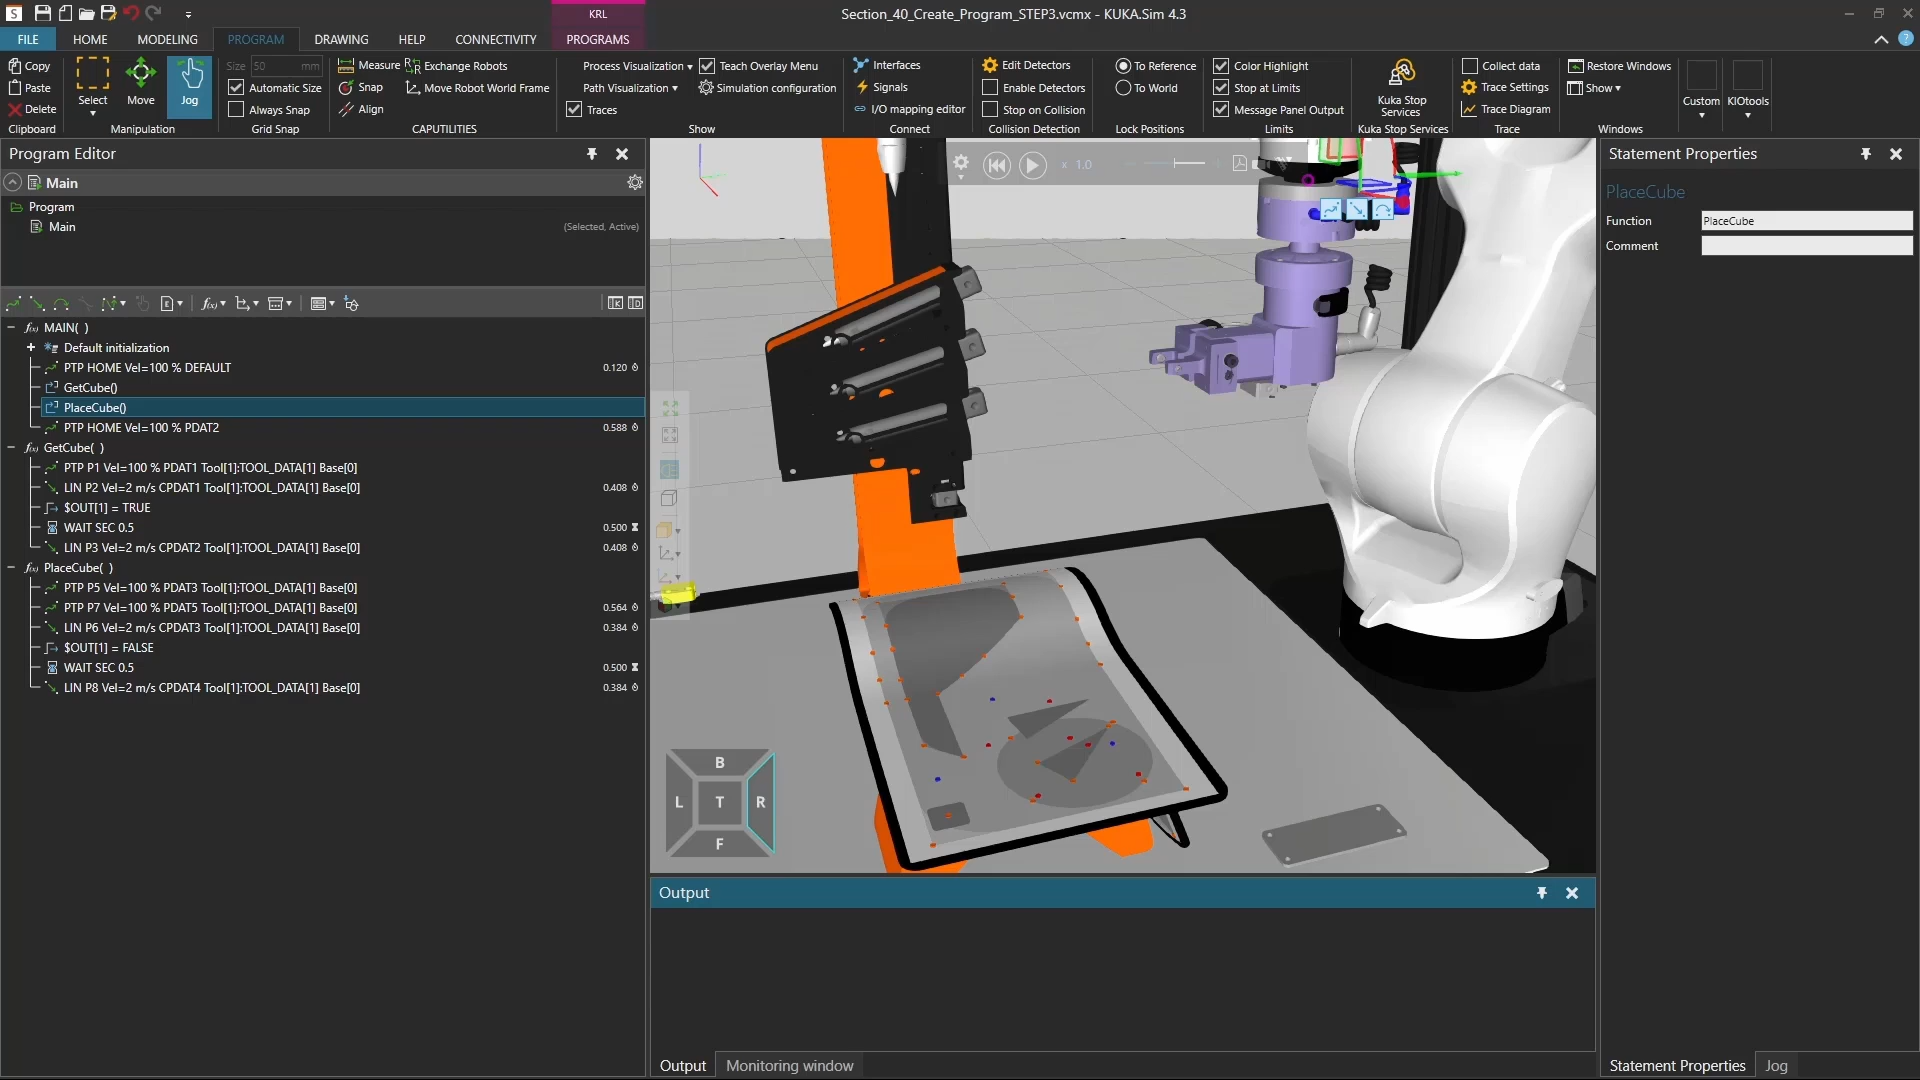 S
Section_40_Create_Program_STEP3.vcmx - KUKA.Sim 4.3
KRL
FILE HOME MODELING PROGRAM DRAWING HELP CONNECTIVITY PROGRAMS
?
Copy
Paste
Delete
Clipboard
Select
Move
Jog
Manipulation
Size 50 mm
Automatic Size
Always Snap
Grid Snap
Measure
Snap
Align
Exchange Robots
Move Robot World Frame
CAPUTILITIES
Process Visualization
Path Visualization
Traces
Teach Overlay Menu
Simulation configuration
Show
Interfaces
Signals
I/O mapping editor
Connect
Edit Detectors
Enable Detectors
Stop on Collision
Collision Detection
To Reference
To World
Lock Positions
Color Highlight
Stop at Limits
Message Panel Output
Limits
Kuka Stop
Services
Kuka Stop Services
Collect data
Trace Settings
Trace Diagram
Trace
Restore Windows
Show
Windows
Custom
KIOtools
Program Editor
Main
Program
Main (Selected, Active)
MAIN( )
Default initialization
PTP HOME Vel=100 % DEFAULT 0.120
GetCube()
PlaceCube()
PTP HOME Vel=100 % PDAT2 0.588
GetCube( )
PTP P1 Vel=100 % PDAT1 Tool[1]:TOOL_DATA[1] Base[0]
LIN P2 Vel=2 m/s CPDAT1 Tool[1]:TOOL_DATA[1] Base[0] 0.408
$OUT[1] = TRUE
WAIT SEC 0.5 0.500
LIN P3 Vel=2 m/s CPDAT2 Tool[1]:TOOL_DATA[1] Base[0] 0.408
PlaceCube( )
PTP P5 Vel=100 % PDAT3 Tool[1]:TOOL_DATA[1] Base[0]
PTP P7 Vel=100 % PDAT5 Tool[1]:TOOL_DATA[1] Base[0] 0.564
LIN P6 Vel=2 m/s CPDAT3 Tool[1]:TOOL_DATA[1] Base[0] 0.384
$OUT[1] = FALSE
WAIT SEC 0.5 0.500
LIN P8 Vel=2 m/s CPDAT4 Tool[1]:TOOL_DATA[1] Base[0] 0.384
x 1.0
B
L T R
F
Output
Output Monitoring window
Statement Properties
PlaceCube
Function PlaceCube
Comment
Statement Properties Jog